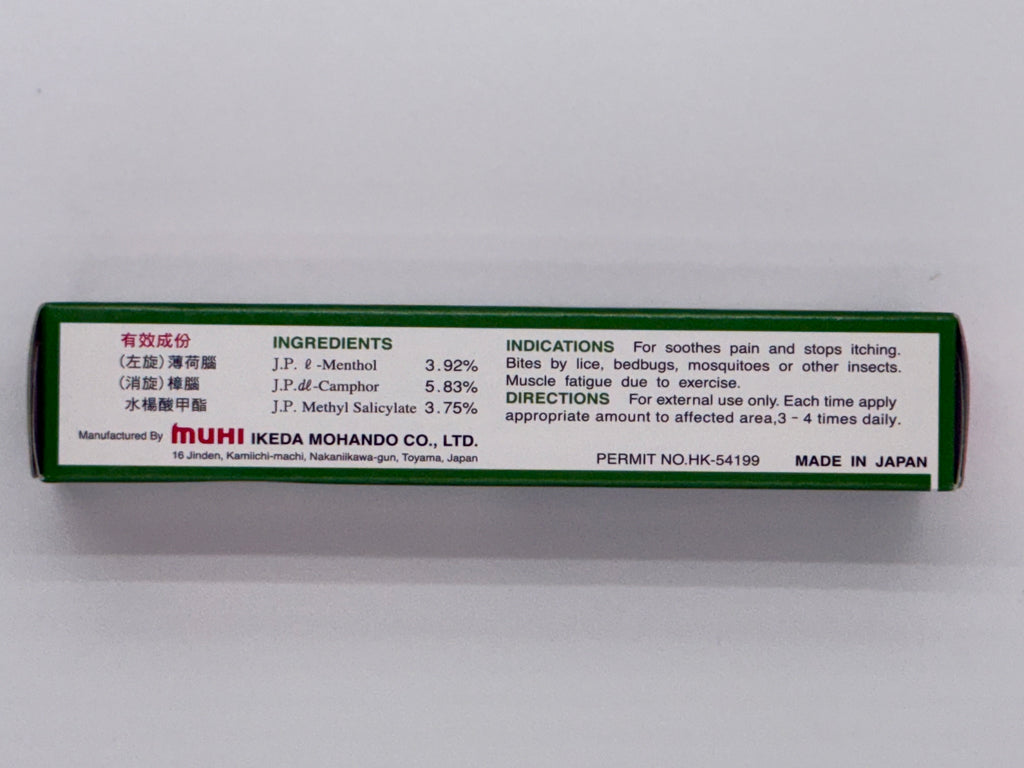 有效成份
(左旋)薄荷腦
(消旋)樟腦
水楊酸甲酯
INGREDIENTS
J.P. ℓ-Menthol 3.92%
J.P.dℓ-Camphor 5.83%
J.P. Methyl Salicylate 3.75%
Manufactured By MUHI IKEDA MOHANDO CO., LTD.
16 Jinden, Kamiichi-machi, Nakaniikawa-gun, Toyama, Japan
INDICATIONS For soothes pain and stops itching.
Bites by lice, bedbugs, mosquitoes or other insects.
Muscle fatigue due to exercise.
DIRECTIONS For external use only. Each time apply
appropriate amount to affected area,3 - 4 times daily.
PERMIT NO.HK-54199 MADE IN JAPAN